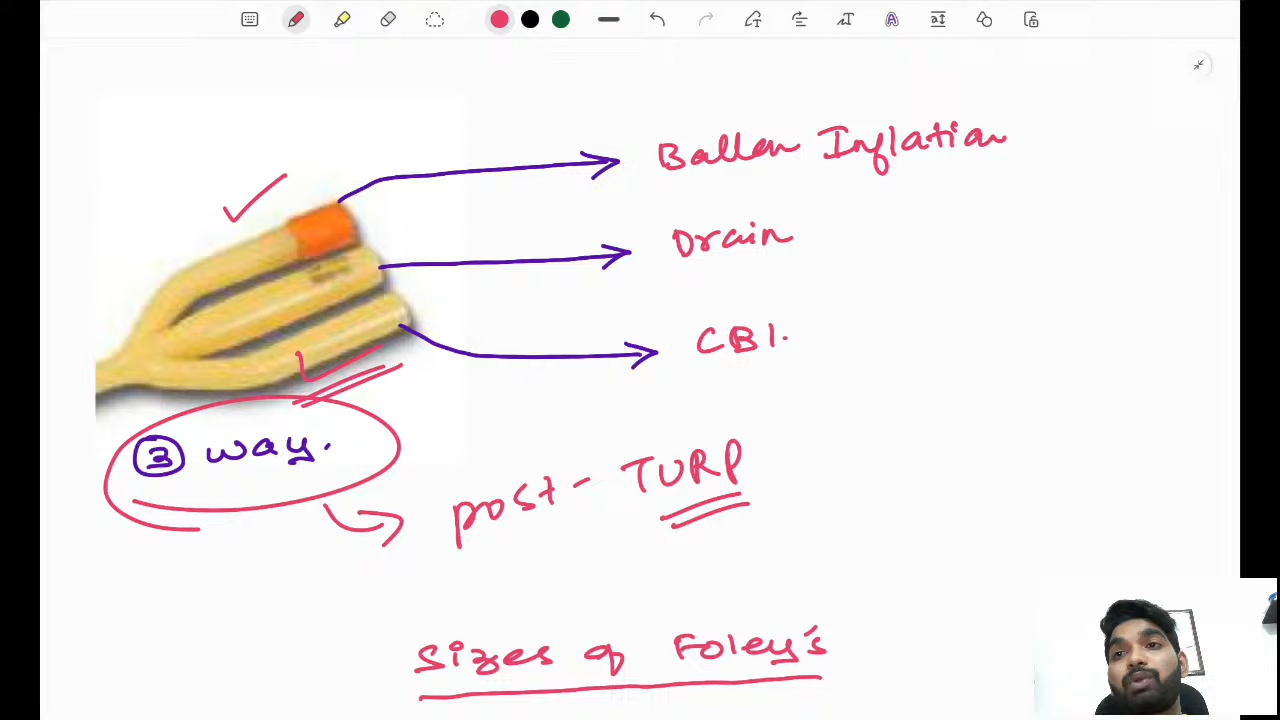 Ballon Inflation
Drain
CBI.
3 way.
post - TURP
Sizes of Foley's